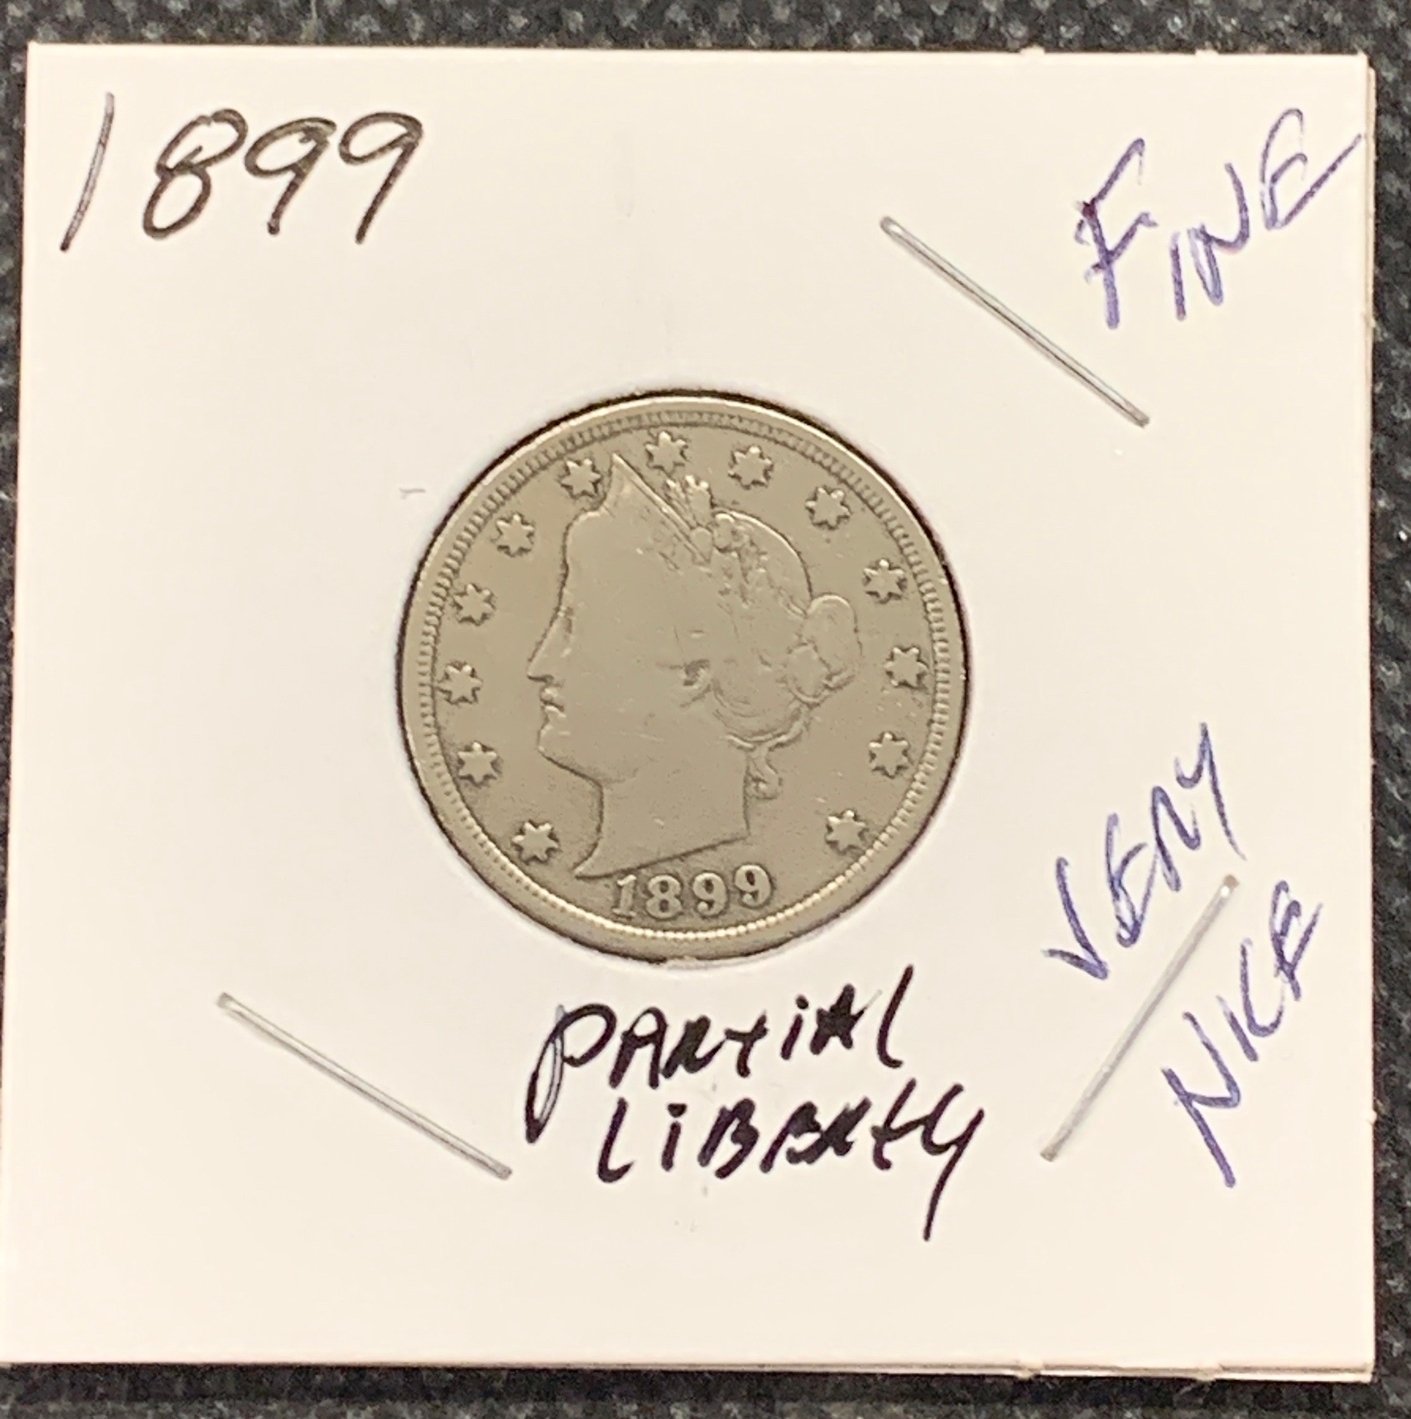 1899
FINE
1899
VERY
NICE
PARtiAL
LiBERtY